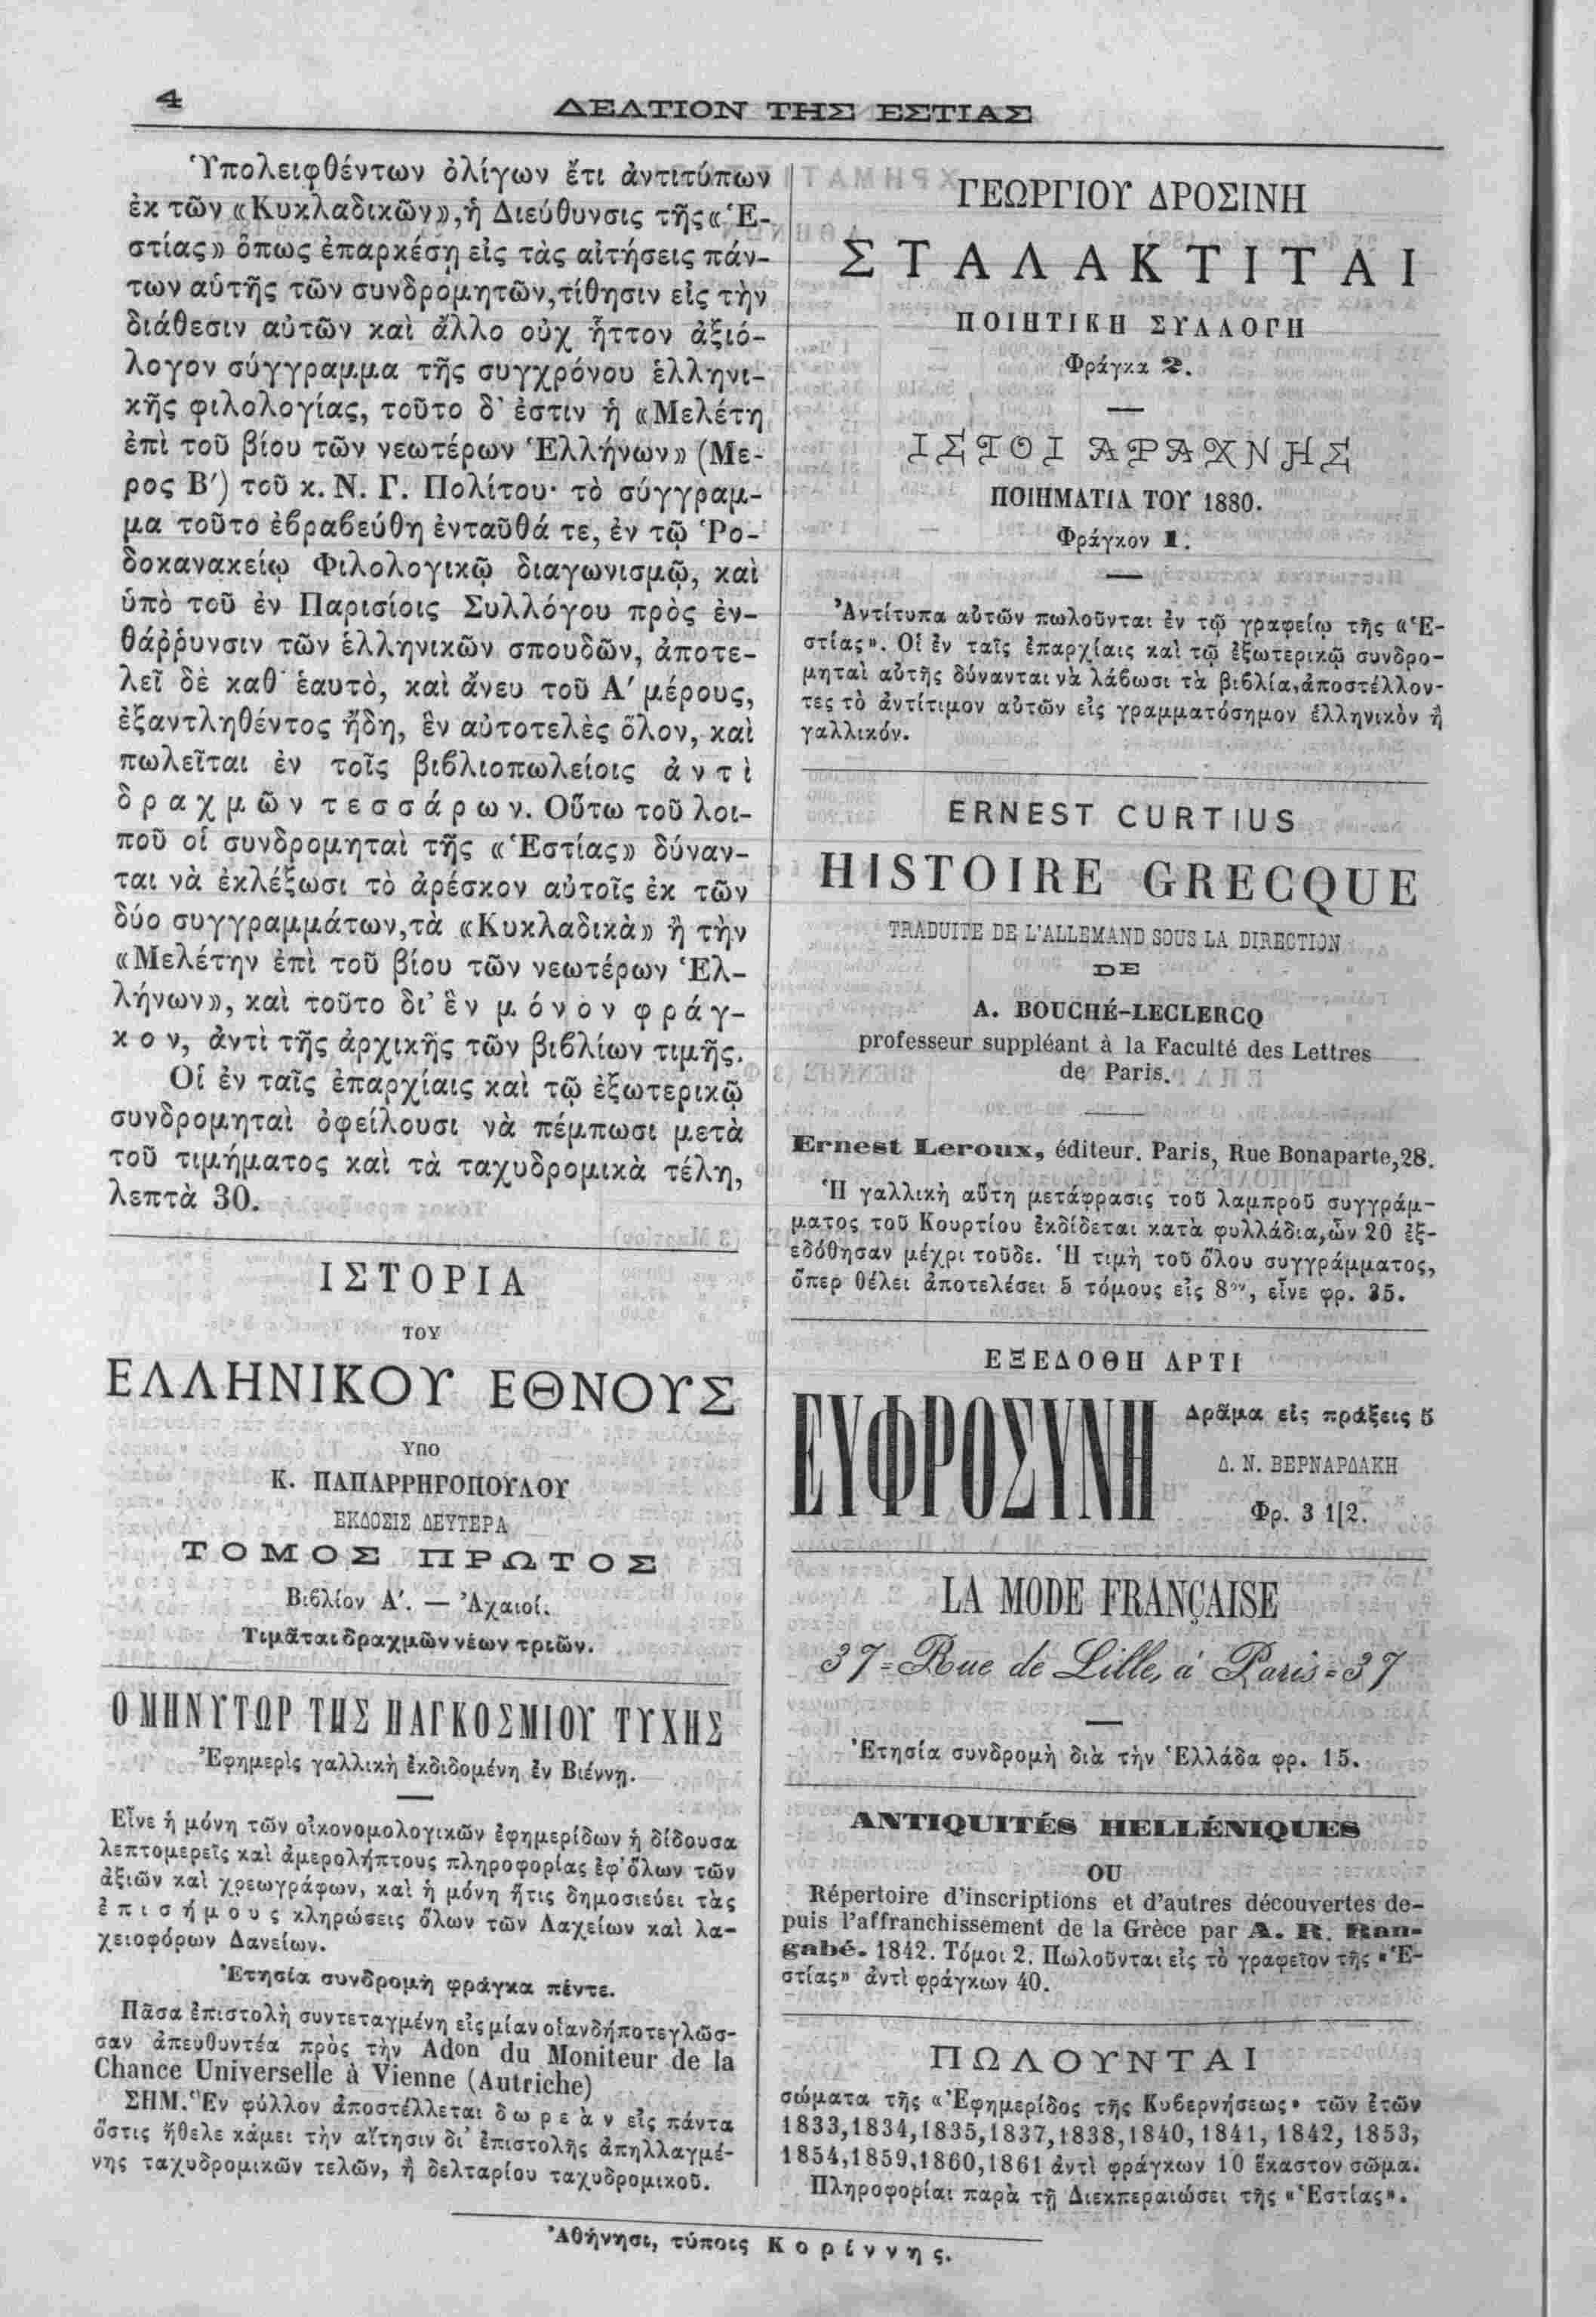 4
ΔΕΛΤΙΟΝ ΤΗΣ ΕΣΤΙΑΣ
Ὑπολειφθέντων ὀλίγων ἔτι ἀντιτύπων
ἐκ τῶν «Κυκλαδικῶν», ἡ Διεύθυνσις τῆς «Ἑ-
στίας» ὅπως ἐπαρκέσῃ εἰς τὰς αἰτήσεις πάν-
των αὑτῆς τῶν συνδρομητῶν, τίθησιν εἰς τὴν
διάθεσιν αὐτῶν καὶ ἄλλο οὐχ ἧττον ἀξιό-
λογον σύγγραμμα τῆς συγχρόνου ἑλληνι-
κῆς φιλολογίας, τοῦτο δ' ἐστιν ἡ «Μελέτη
ἐπὶ τοῦ βίου τῶν νεωτέρων Ἑλλήνων» (Με-
ρος Β') τοῦ κ. Ν. Γ. Πολίτου· τὸ σύγγραμ-
μα τοῦτο ἐβραβεύθη ἐνταῦθά τε, ἐν τῷ Ῥο-
δοκανακείῳ Φιλολογικῷ διαγωνισμῷ, καὶ
ὑπὸ τοῦ ἐν Παρισίοις Συλλόγου πρὸς ἐν-
θάῤῥυνσιν τῶν ἑλληνικῶν σπουδῶν, ἀποτε-
λεῖ δὲ καθ' ἑαυτὸ, καὶ ἄνευ τοῦ Α' μέρους,
ἐξαντληθέντος ἤδη, ἓν αὐτοτελὲς ὅλον, καὶ
πωλεῖται ἐν τοῖς βιβλιοπωλείοις ἀντὶ
δραχμῶν τεσσάρων. Οὕτω τοῦ λοι-
ποῦ οἱ συνδρομηταὶ τῆς «Ἑστίας» δύναν-
ται νὰ ἐκλέξωσι τὸ ἀρέσκον αὐτοῖς ἐκ τῶν
δύο συγγραμμάτων, τὰ «Κυκλαδικὰ» ἢ τὴν
«Μελέτην ἐπὶ τοῦ βίου τῶν νεωτέρων Ἑλ-
λήνων», καὶ τοῦτο δι' ἓν μόνον φράγ-
κον, ἀντὶ τῆς ἀρχικῆς τῶν βιβλίων τιμῆς.
Οἱ ἐν ταῖς ἐπαρχίαις καὶ τῷ ἐξωτερικῷ
συνδρομηταὶ ὀφείλουσι νὰ πέμπωσι μετὰ
τοῦ τιμήματος καὶ τὰ ταχυδρομικὰ τέλη,
λεπτὰ 30.
ΙΣΤΟΡΙΑ
ΤΟΥ
ΕΛΛΗΝΙΚΟΥ ΕΘΝΟΥΣ
ΥΠΟ
Κ. ΠΑΠΑΡΡΗΓΟΠΟΥΛΟΥ
ΕΚΔΟΣΙΣ ΔΕΥΤΕΡΑ
ΤΟΜΟΣ ΠΡΩΤΟΣ
Βιβλίον Α'. — Ἀχαιοί.
Τιμᾶται δραχμῶν νέων τριῶν.
Ο ΜΗΝΥΤΩΡ ΤΗΣ ΠΑΓΚΟΣΜΙΟΥ ΤΥΧΗΣ
Ἐφημερὶς γαλλικὴ ἐκδιδομένη ἐν Βιέννῃ.
Εἶνε ἡ μόνη τῶν οἰκονομολογικῶν ἐφημερίδων ἡ δίδουσα
λεπτομερεῖς καὶ ἀμερολήπτους πληροφορίας ἐφ' ὅλων τῶν
ἀξιῶν καὶ χρεωγράφων, καὶ ἡ μόνη ἥτις δημοσιεύει τὰς
ἐπισήμους κληρώσεις ὅλων τῶν Λαχείων καὶ λα-
χειοφόρων Δανείων.
Ἐτησία συνδρομὴ φράγκα πέντε.
Πᾶσα ἐπιστολὴ συντεταγμένη εἰς μίαν οἱανδήποτε γλῶσ-
σαν ἀπευθυντέα πρὸς τὴν Adon du Moniteur de la
Chance Universelle à Vienne (Autriche)
ΣΗΜ. Ἓν φύλλον ἀποστέλλεται δωρεὰν εἰς πάντα
ὅστις ἤθελε κάμει τὴν αἴτησιν δι' ἐπιστολῆς ἀπηλλαγμέ-
νης ταχυδρομικῶν τελῶν, ἢ δελταρίου ταχυδρομικοῦ.
ΓΕΩΡΓΙΟΥ ΔΡΟΣΙΝΗ
ΣΤΑΛΑΚΤΙΤΑΙ
ΠΟΙΗΤΙΚΗ ΣΥΛΛΟΓΗ
Φράγκα 2.
ΙΣΤΟΙ ΑΡΑΧΝΗΣ
ΠΟΙΗΜΑΤΙΑ ΤΟΥ 1880.
Φράγκον 1.
Ἀντίτυπα αὐτῶν πωλοῦνται ἐν τῷ γραφείῳ τῆς «Ἑ-
στίας». Οἱ ἐν ταῖς ἐπαρχίαις καὶ τῷ ἐξωτερικῷ συνδρο-
μηταὶ αὐτῆς δύνανται νὰ λάβωσι τὰ βιβλία, ἀποστέλλον-
τες τὸ ἀντίτιμον αὐτῶν εἰς γραμματόσημον ἑλληνικὸν ἢ
γαλλικόν.
ERNEST CURTIUS
HISTOIRE GRECQUE
TRADUITE DE L'ALLEMAND SOUS LA DIRECTION
DE
A. BOUCHÉ-LECLERCQ
professeur suppléant à la Faculté des Lettres
de Paris.
Ernest Leroux, éditeur. Paris, Rue Bonaparte, 28.
Ἡ γαλλικὴ αὕτη μετάφρασις τοῦ λαμπροῦ συγγράμ-
ματος τοῦ Κουρτίου ἐκδίδεται κατὰ φυλλάδια, ὧν 20 ἐξ-
εδόθησαν μέχρι τοῦδε. Ἡ τιμὴ τοῦ ὅλου συγγράμματος,
ὅπερ θέλει ἀποτελέσει 5 τόμους εἰς 8ον, εἶνε φρ. 35.
ΕΞΕΔΟΘΗ ΑΡΤΙ
ΕΥΦΡΟΣΥΝΗ
Δρᾶμα εἰς πράξεις 5
Δ. Ν. ΒΕΡΝΑΡΔΑΚΗ
Φρ. 3 1|2.
LA MODE FRANÇAISE
37=Rue de Lille, à Paris=37
Ἐτησία συνδρομὴ διὰ τὴν Ἑλλάδα φρ. 15.
ANTIQUITÉS HELLÉNIQUES
OU
Répertoire d'inscriptions et d'autres découvertes de-
puis l'affranchissement de la Grèce par A. R. Ran-
gabé. 1842. Τόμοι 2. Πωλοῦνται εἰς τὸ γραφεῖον τῆς «Ἑ-
στίας» ἀντὶ φράγκων 40.
ΠΩΛΟΥΝΤΑΙ
σώματα τῆς «Ἐφημερίδος τῆς Κυβερνήσεως» τῶν ἐτῶν
1833,1834,1835,1837,1838,1840,1841, 1842, 1853,
1854,1859,1860,1861 ἀντὶ φράγκων 10 ἕκαστον σῶμα.
Πληροφορίαι παρὰ τῇ Διεκπεραιώσει τῆς «Ἑστίας».
Ἀθήνησι, τύποις Κορίννης.